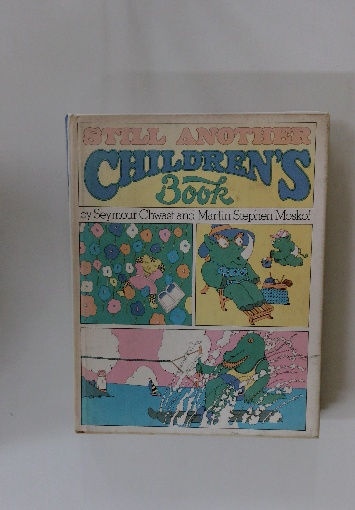 STILL ANOTHER
CHILDREN'S
Book
by Seymour Chwast and Martin Stephen Moskof